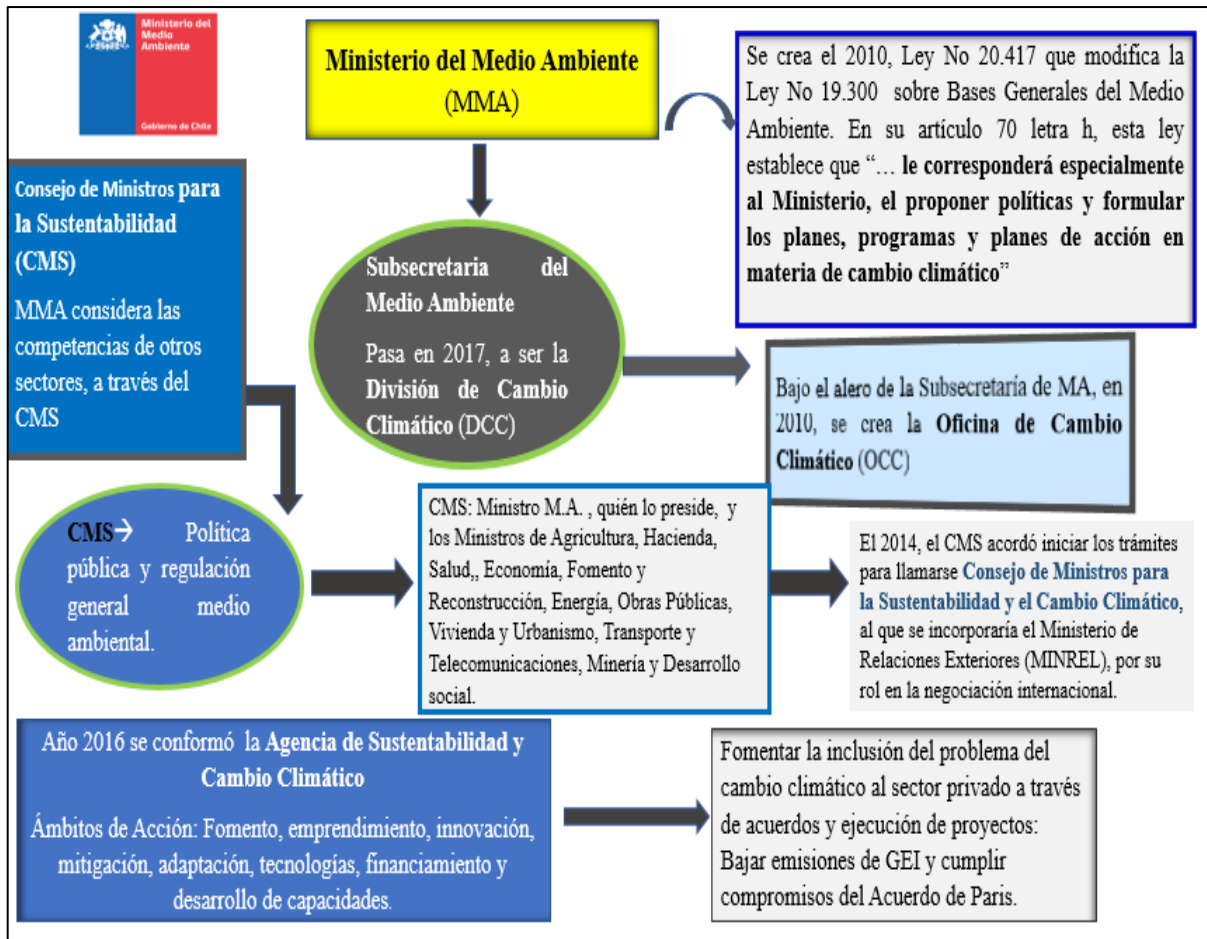 Ministerio del
Medio
Ambiente
Gobierno de Chile
Ministerio del Medio Ambiente
(MMA)
Se crea el 2010, Ley No 20.417 que modifica la
Ley No 19.300 sobre Bases Generales del Medio
Ambiente. En su artículo 70 letra h, esta ley
establece que “… le corresponderá especialmente
al Ministerio, el proponer políticas y formular
los planes, programas y planes de acción en
materia de cambio climático”
Consejo de Ministros para
la Sustentabilidad
(CMS)
MMA considera las
competencias de otros
sectores, a través del
CMS
Subsecretaria del
Medio Ambiente
Pasa en 2017, a ser la
División de Cambio
Climático (DCC)
Bajo el alero de la Subsecretaría de MA, en
2010, se crea la Oficina de Cambio
Climático (OCC)
CMS→ Política
pública y regulación
general medio
ambiental.
CMS: Ministro M.A. , quién lo preside, y
los Ministros de Agricultura, Hacienda,
Salud,, Economía, Fomento y
Reconstrucción, Energía, Obras Públicas,
Vivienda y Urbanismo, Transporte y
Telecomunicaciones, Minería y Desarrollo
social.
El 2014, el CMS acordó iniciar los trámites
para llamarse Consejo de Ministros para
la Sustentabilidad y el Cambio Climático,
al que se incorporaría el Ministerio de
Relaciones Exteriores (MINREL), por su
rol en la negociación internacional.
Año 2016 se conformó la Agencia de Sustentabilidad y
Cambio Climático
Ámbitos de Acción: Fomento, emprendimiento, innovación,
mitigación, adaptación, tecnologías, financiamiento y
desarrollo de capacidades.
Fomentar la inclusión del problema del
cambio climático al sector privado a través
de acuerdos y ejecución de proyectos:
Bajar emisiones de GEI y cumplir
compromisos del Acuerdo de Paris.